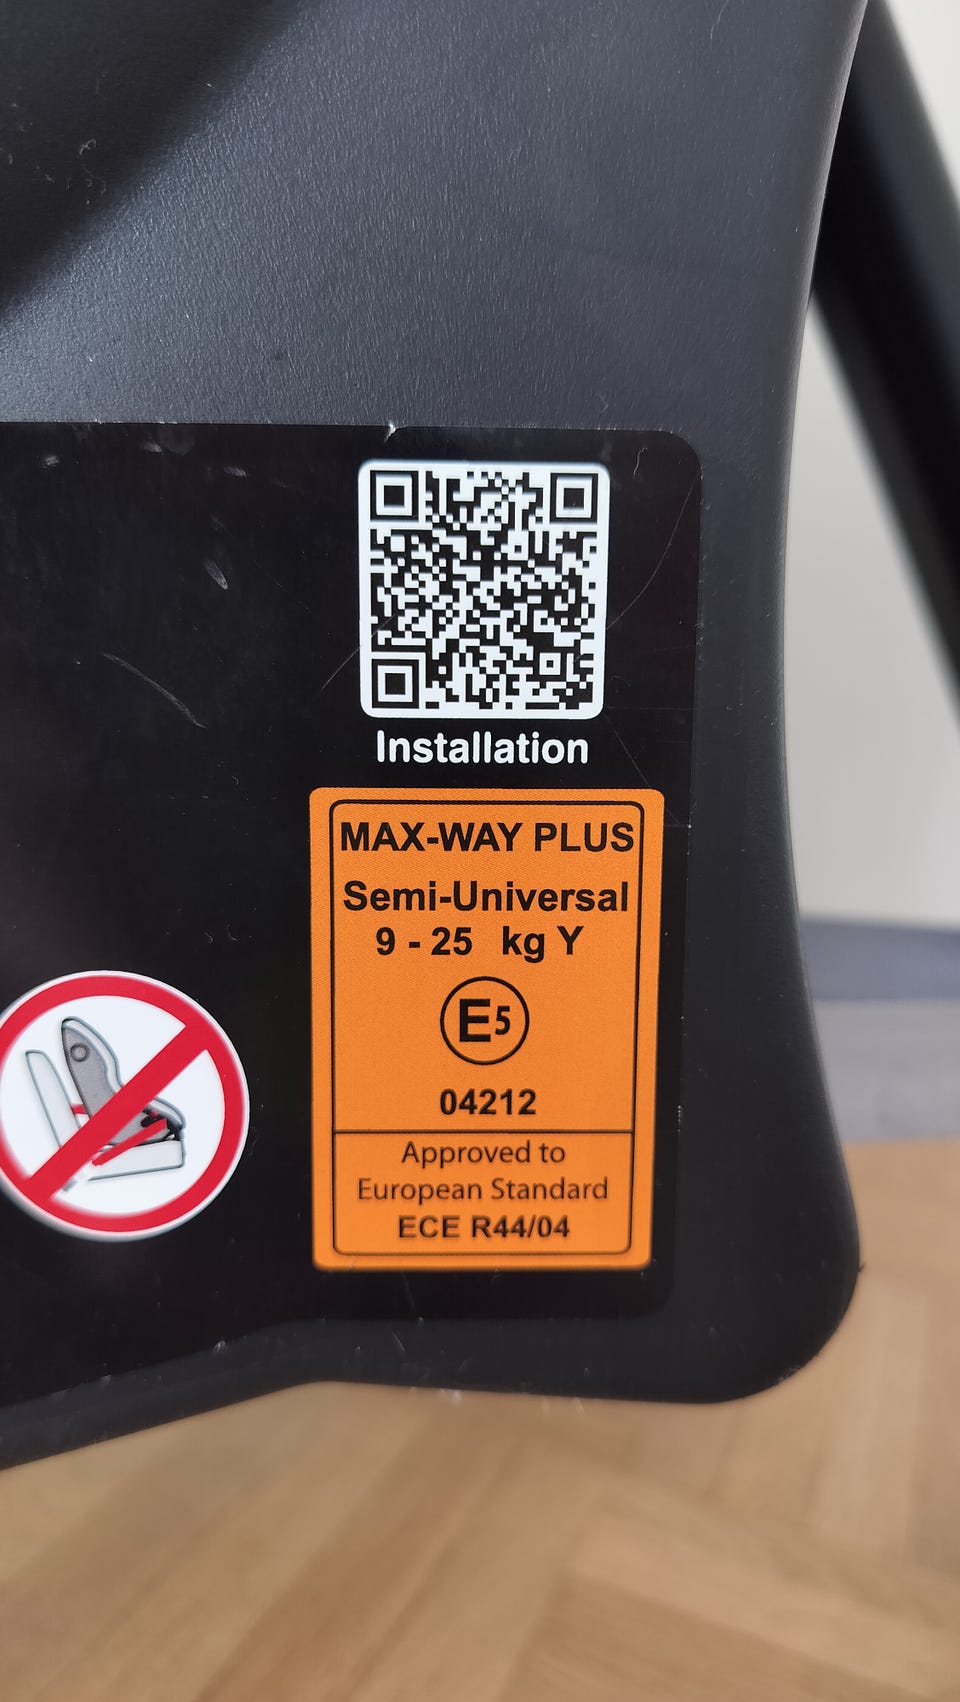 Installation
MAX-WAY PLUS
Semi-Universal
9 - 25 kg Y
E5
04212
Approved to
European Standard
ECE R44/04